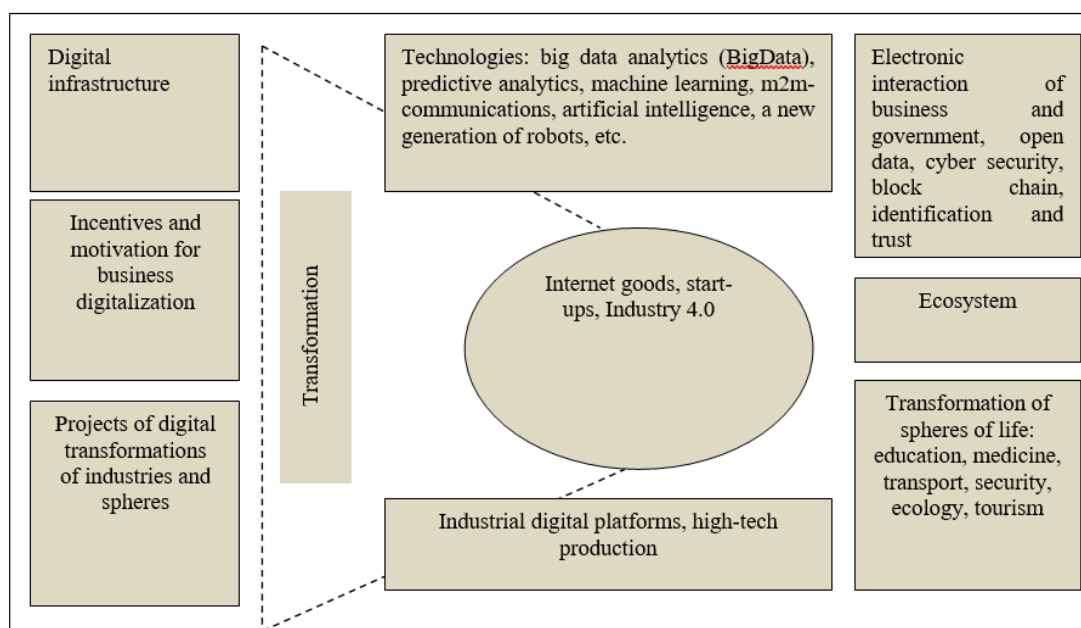 Digital
infrastructure
Incentives and
motivation for
business
digitalization
Projects of digital
transformations
of industries and
spheres
Transformation
Technologies: big data analytics (BigData),
predictive analytics, machine learning, m2m-
communications, artificial intelligence, a new
generation of robots, etc.
Internet goods, start-
ups, Industry 4.0
Industrial digital platforms, high-tech
production
Electronic
interaction of
business and
government, open
data, cyber security,
block chain,
identification and
trust
Ecosystem
Transformation of
spheres of life:
education, medicine,
transport, security,
ecology, tourism